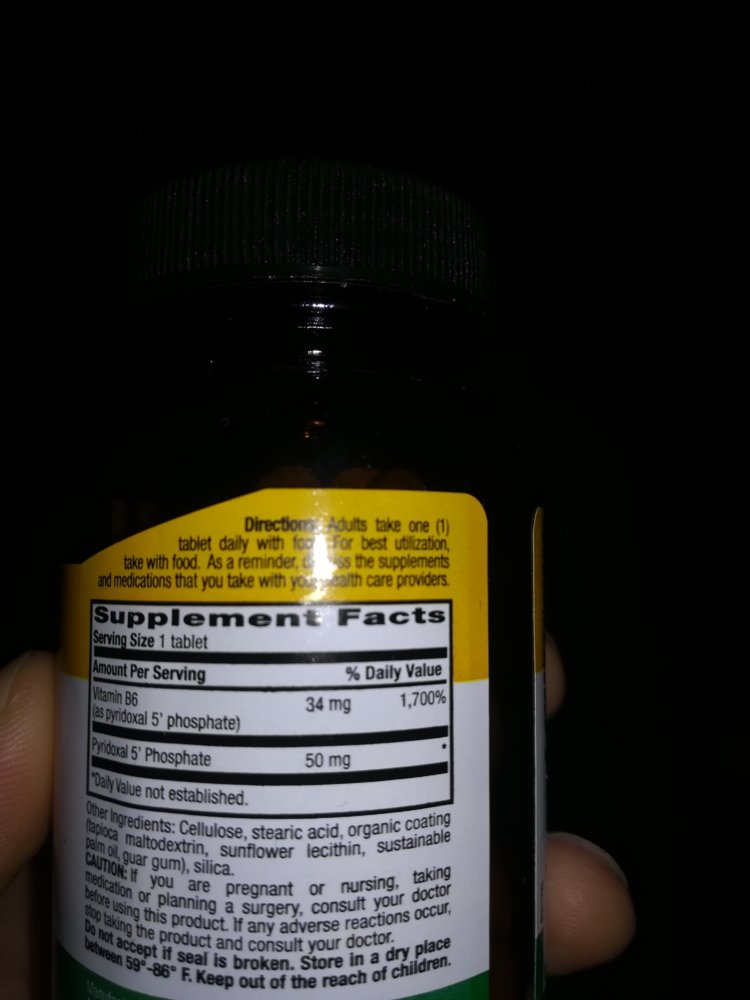 Directions: Adults take one (1)
tablet daily with food. For best utilization,
take with food. As a reminder, discuss the supplements
and medications that you take with your health care providers.
Supplement Facts
Serving Size 1 tablet
Amount Per Serving % Daily Value
Vitamin B6 34 mg 1,700%
(as pyridoxal 5' phosphate)
Pyridoxal 5' Phosphate 50 mg *
*Daily Value not established.
Other Ingredients: Cellulose, stearic acid, organic coating
(tapioca maltodextrin, sunflower lecithin, sustainable
palm oil, guar gum), silica.
CAUTION: If you are pregnant or nursing, taking
medication or planning a surgery, consult your doctor
before using this product. If any adverse reactions occur,
stop taking the product and consult your doctor.
Do not accept if seal is broken. Store in a dry place
between 59°-86° F. Keep out of the reach of children.